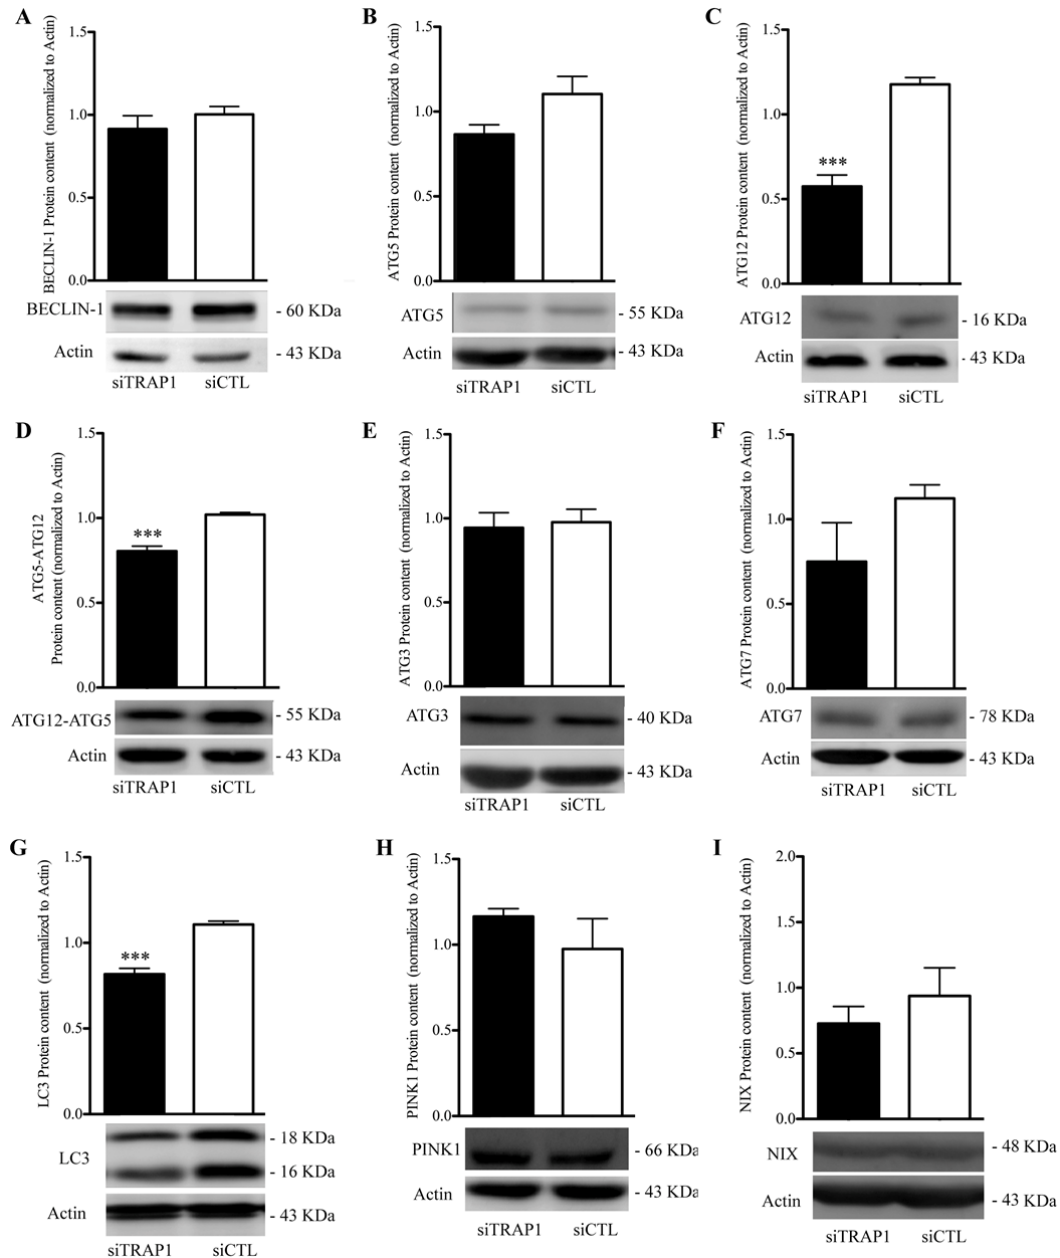 A
BECLIN-1 Protein content (normalized to Actin)
1.5
1.0
0.5
0.0
BECLIN-1
- 60 KDa
Actin
- 43 KDa
siTRAP1 siCTL
B
ATG5 Protein content (normalized to Actin)
1.5
1.0
0.5
0.0
ATG5
- 55 KDa
Actin
- 43 KDa
siTRAP1 siCTL
C
ATG12 Protein content (normalized to Actin)
1.5
1.0
0.5
0.0
***
ATG12
- 16 KDa
Actin
- 43 KDa
siTRAP1 siCTL
D
ATG5-ATG12
Protein content (normalized to Actin)
1.5
1.0
0.5
0.0
***
ATG12-ATG5
- 55 KDa
Actin
- 43 KDa
siTRAP1 siCTL
E
ATG3 Protein content (normalized to Actin)
1.5
1.0
0.5
0.0
ATG3
- 40 KDa
Actin
- 43 KDa
siTRAP1 siCTL
F
ATG7 Protein content (normalized to Actin)
1.5
1.0
0.5
0.0
ATG7
- 78 KDa
Actin
- 43 KDa
siTRAP1 siCTL
G
LC3 Protein content (normalized to Actin)
1.5
1.0
0.5
0.0
***
LC3
- 18 KDa
- 16 KDa
Actin
- 43 KDa
siTRAP1 siCTL
H
PINK1 Protein content (normalized to Actin)
1.5
1.0
0.5
0.0
PINK1
- 66 KDa
Actin
- 43 KDa
siTRAP1 siCTL
I
NIX Protein content (normalized to Actin)
2.0
1.5
1.0
0.5
0.0
NIX
- 48 KDa
Actin
- 43 KDa
siTRAP1 siCTL